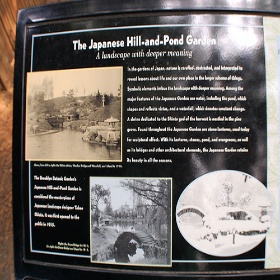 The Japanese Hill-and-Pond Garden
A landscape with deeper meaning
In the gardens of Japan, nature is carefully studied, and interpreted to
reveal lessons about life and our own place in the larger scheme of things.
Symbolic elements imbue the landscape with deeper meaning. Among the
major features of the Japanese Garden are water, including the pond, which
shapes and reflects vistas, and a waterfall, which denotes constant change.
A shrine dedicated to the Shinto god of the harvest is nestled in the pine
grove. Found throughout the Japanese Garden are stone lanterns, used today
for sculptural effect. With its lanterns, stones, pond, and evergreens, as well
as its bridges and other architectural elements, the Japanese Garden retains
its beauty in all the seasons.
The Brooklyn Botanic Garden's
Japanese Hill-and-Pond Garden is
considered the masterpiece of
Japanese landscape designer Takeo
Shiota. It was first opened to the
public in 1915.